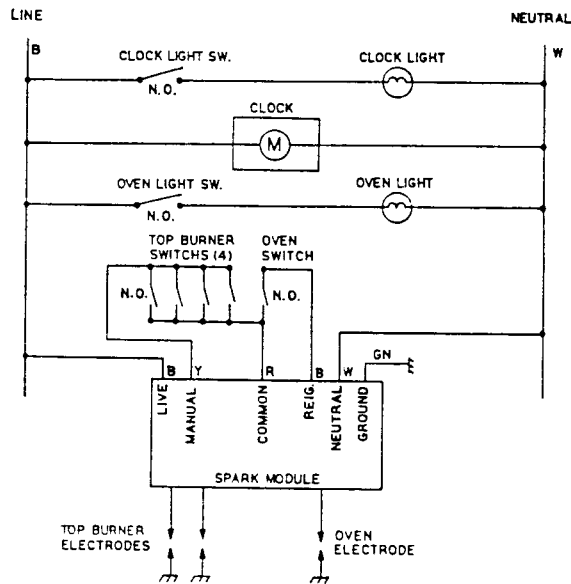 LINE
NEUTRAL
B
W
CLOCK LIGHT SW.
CLOCK LIGHT
N.O.
CLOCK
M
OVEN LIGHT SW.
OVEN LIGHT
N.O.
TOP BURNER
SWITCHS (4)
OVEN
SWITCH
N.O.
N.O.
GN
B
Y
R
B
W
LIVE
MANUAL
COMMON
REIG.
NEUTRAL
GROUND
SPARK MODULE
TOP BURNER
ELECTRODES
OVEN
ELECTRODE